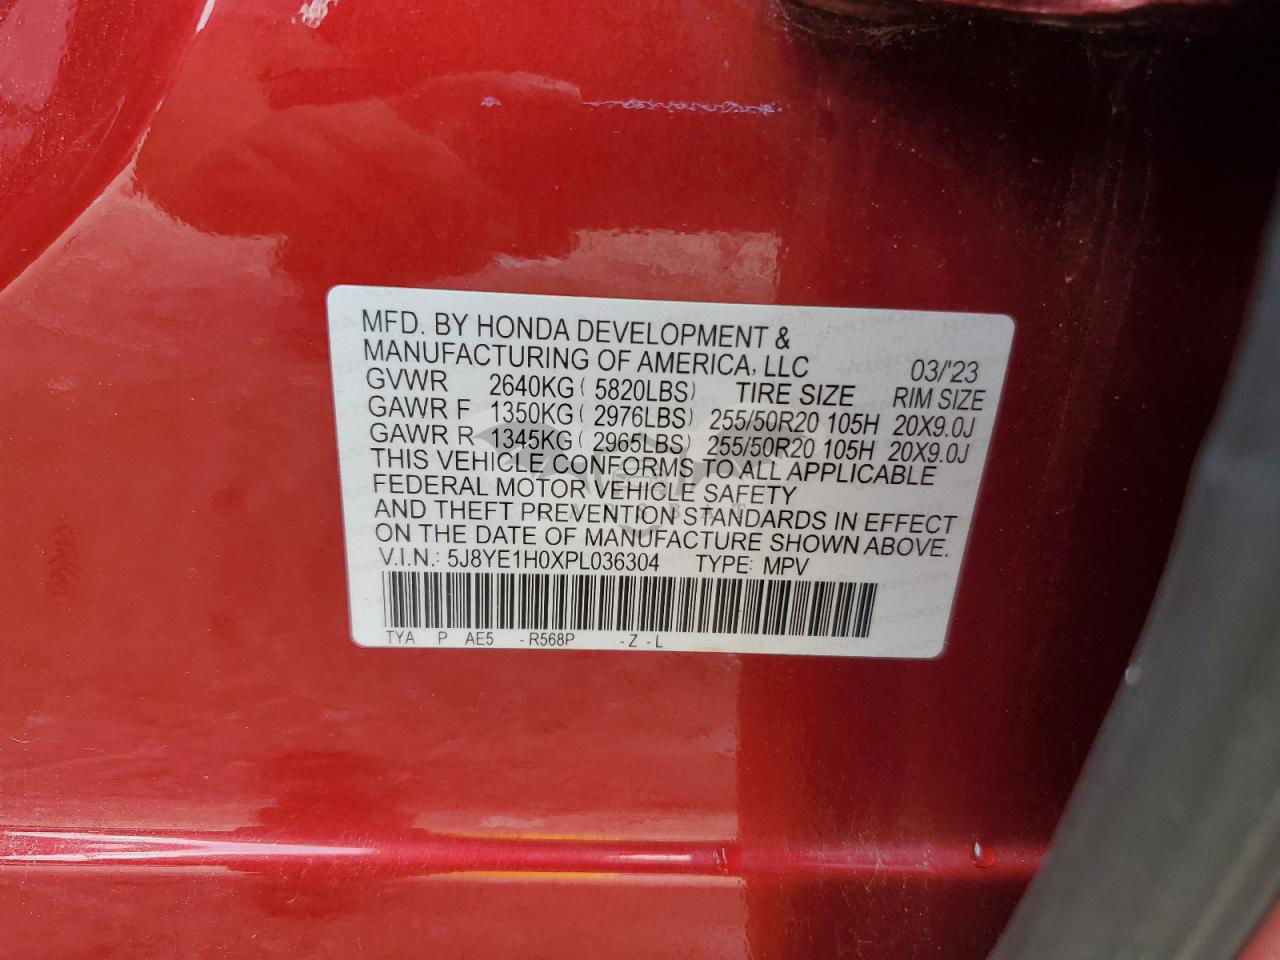 MFD. BY HONDA DEVELOPMENT &
MANUFACTURING OF AMERICA, LLC 03/'23
GVWR 2640KG ( 5820LBS) TIRE SIZE RIM SIZE
GAWR F 1350KG ( 2976LBS) 255/50R20 105H 20X9.0J
GAWR R 1345KG ( 2965LBS) 255/50R20 105H 20X9.0J
THIS VEHICLE CONFORMS TO ALL APPLICABLE
FEDERAL MOTOR VEHICLE SAFETY
AND THEFT PREVENTION STANDARDS IN EFFECT
ON THE DATE OF MANUFACTURE SHOWN ABOVE.
V.I.N.: 5J8YE1H0XPL036304 TYPE: MPV
TYA P AE5 -R568P -Z-L